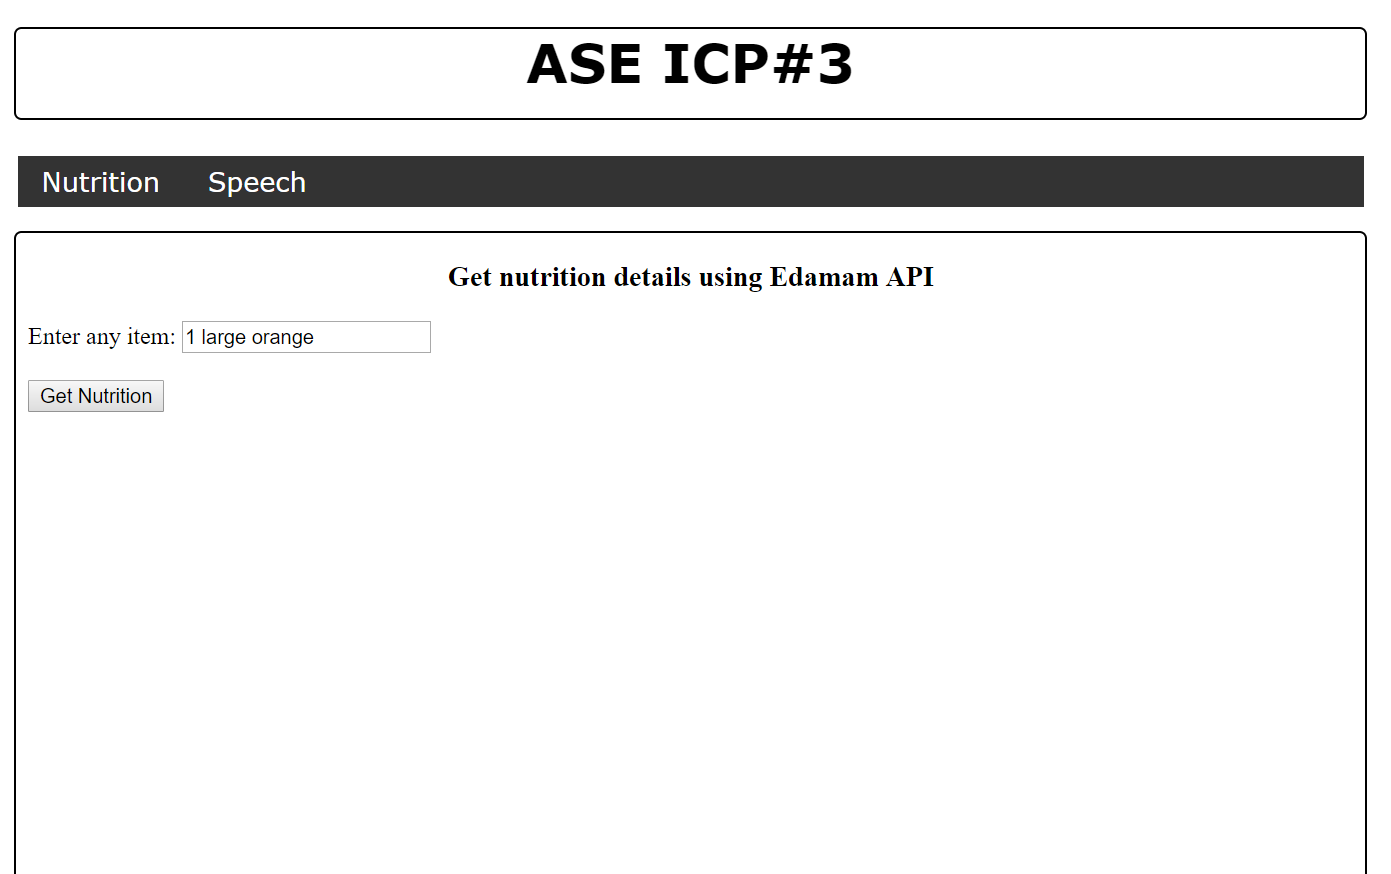 ASE ICP#3
Nutrition Speech
Get nutrition details using Edamam API
Enter any item: 1 large orange
Get Nutrition